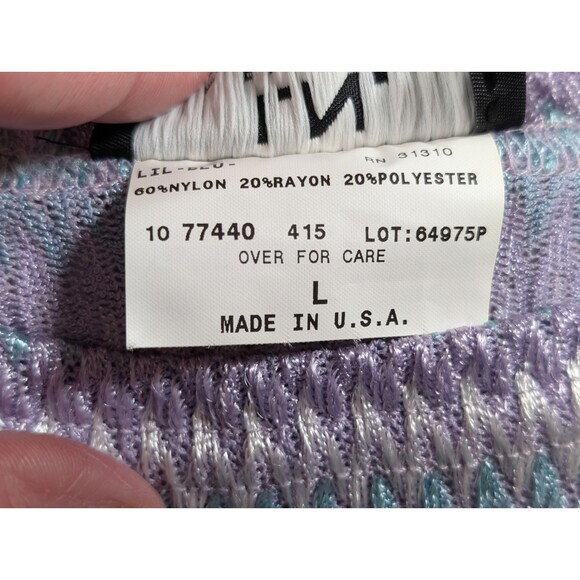 RN 31310
60%NYLON 20%RAYON 20%POLYESTER
10 77440 415 LOT:64975P
OVER FOR CARE
L
MADE IN U.S.A.